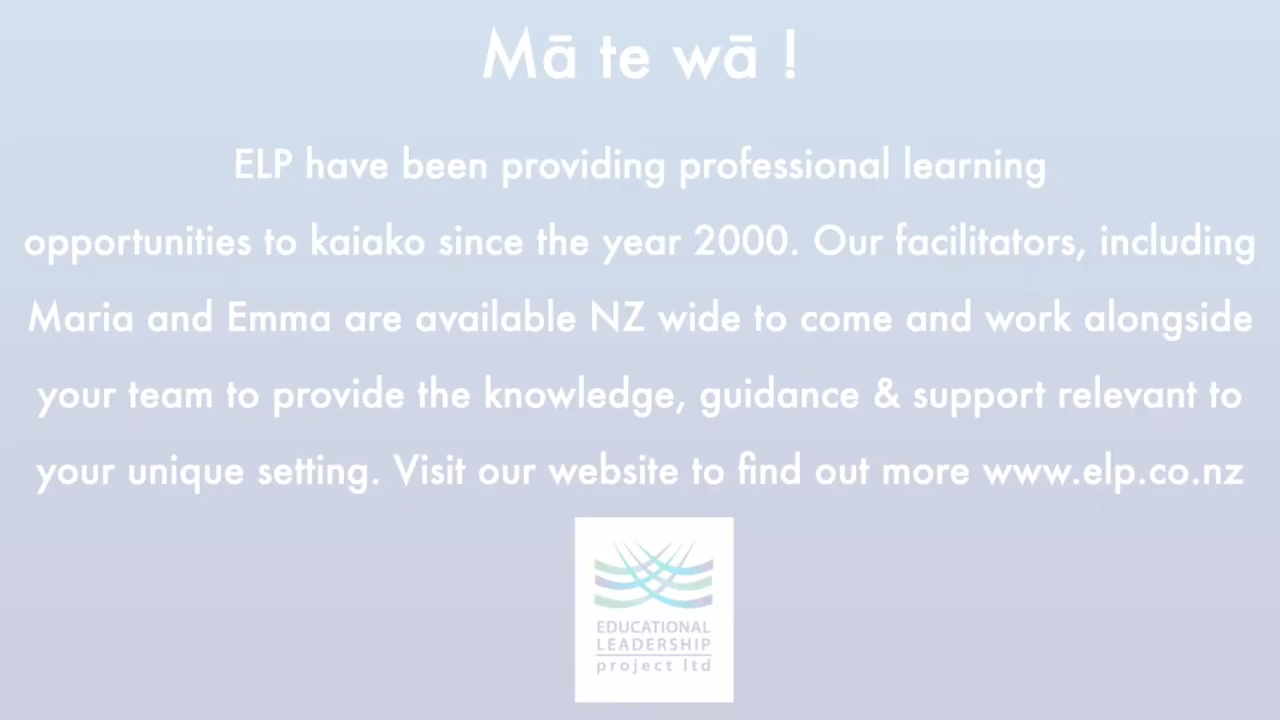 Mā te wā !
ELP have been providing professional learning
opportunities to kaiako since the year 2000. Our facilitators, including
Maria and Emma are available NZ wide to come and work alongside
your team to provide the knowledge, guidance & support relevant to
your unique setting. Visit our website to find out more www.elp.co.nz
EDUCATIONAL
LEADERSHIP
project ltd